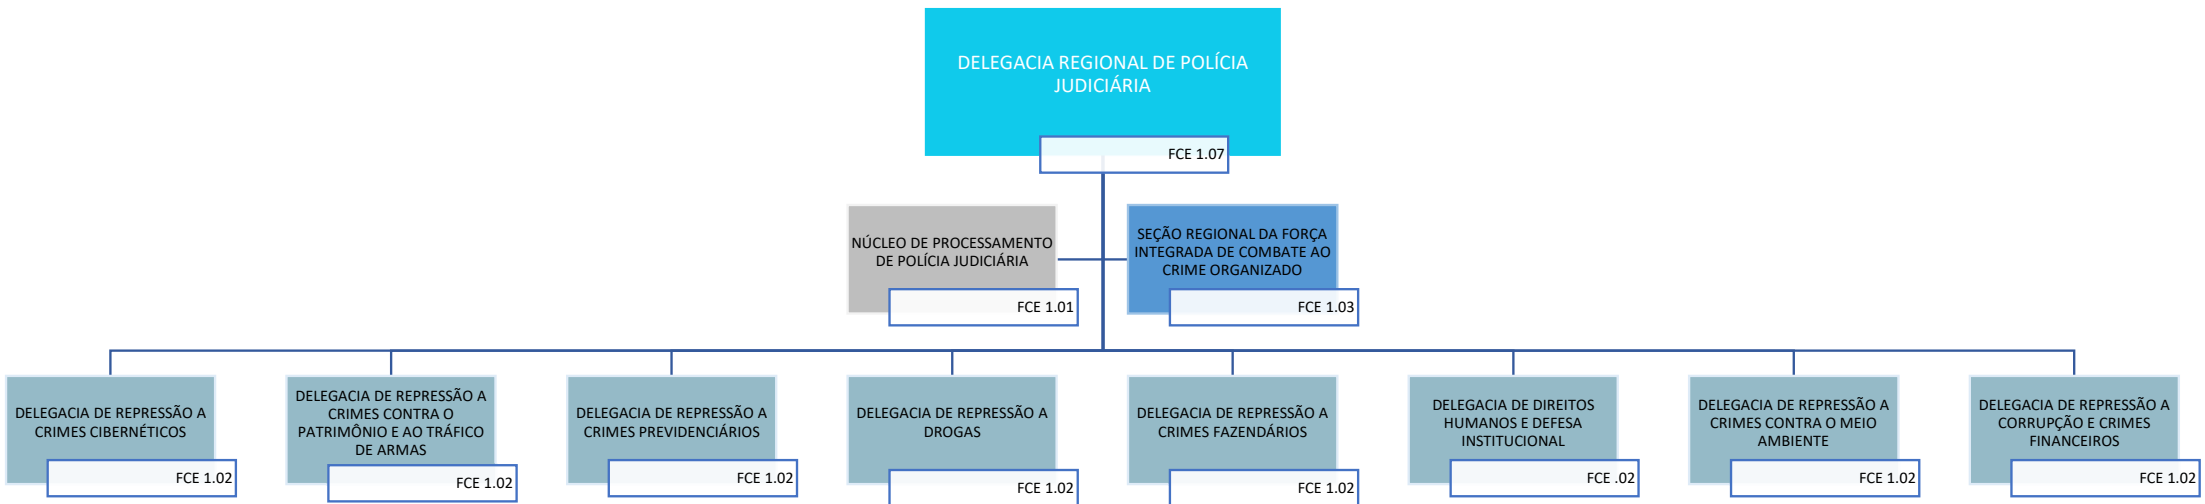 DELEGACIA REGIONAL DE POLÍCIA
JUDICIÁRIA
FCE 1.07
NÚCLEO DE PROCESSAMENTO
DE POLÍCIA JUDICIÁRIA
FCE 1.01
SEÇÃO REGIONAL DA FORÇA
INTEGRADA DE COMBATE AO
CRIME ORGANIZADO
FCE 1.03
DELEGACIA DE REPRESSÃO A
CRIMES CIBERNÉTICOS
FCE 1.02
DELEGACIA DE REPRESSÃO A
CRIMES CONTRA O
PATRIMÔNIO E AO TRÁFICO
DE ARMAS
FCE 1.02
DELEGACIA DE REPRESSÃO A
CRIMES PREVIDENCIÁRIOS
FCE 1.02
DELEGACIA DE REPRESSÃO A
DROGAS
FCE 1.02
DELEGACIA DE REPRESSÃO A
CRIMES FAZENDÁRIOS
FCE 1.02
DELEGACIA DE DIREITOS
HUMANOS E DEFESA
INSTITUCIONAL
FCE .02
DELEGACIA DE REPRESSÃO A
CRIMES CONTRA O MEIO
AMBIENTE
FCE 1.02
DELEGACIA DE REPRESSÃO A
CORRUPÇÃO E CRIMES
FINANCEIROS
FCE 1.02